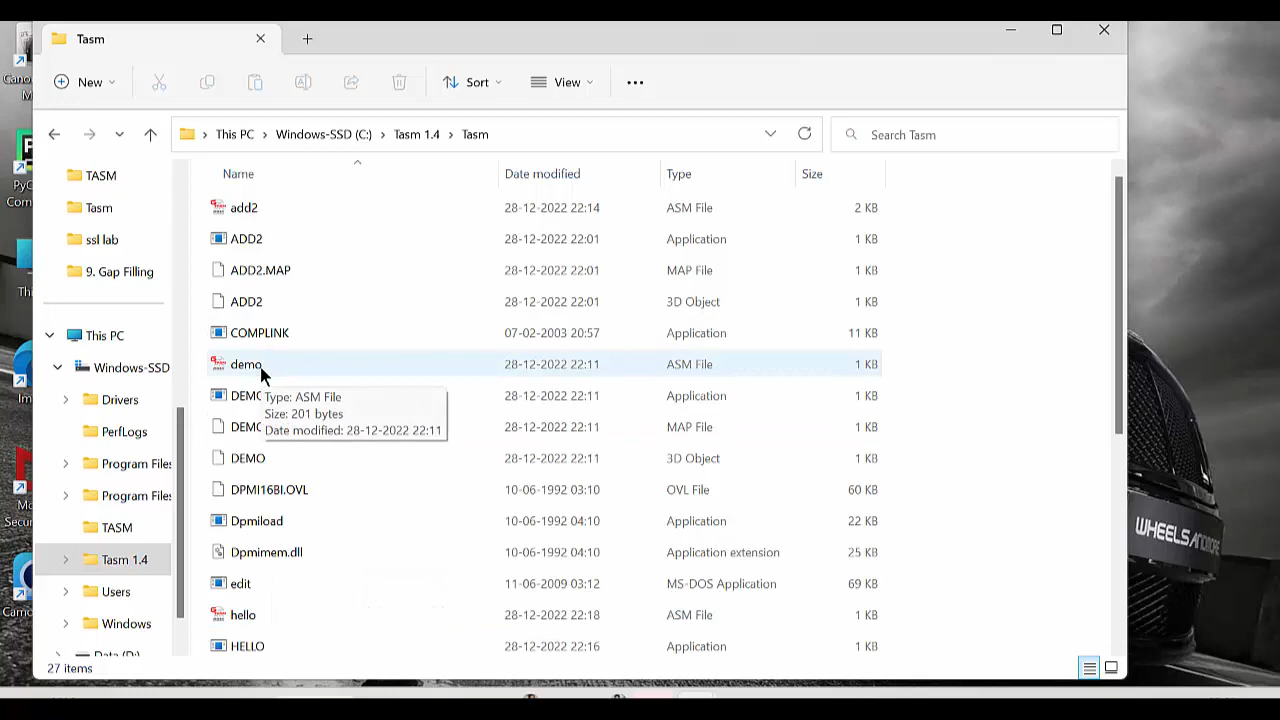 Tasm
New
Sort
View
This PC
Windows-SSD (C:)
Tasm 1.4
Tasm
Search Tasm
TASM
Tasm
ssl lab
9. Gap Filling
This PC
Windows-SSD
Drivers
PerfLogs
Program Files
Program Files
TASM
Tasm 1.4
Users
Windows
Name Date modified Type Size
add2 28-12-2022 22:14 ASM File 2 KB
ADD2 28-12-2022 22:01 Application 1 KB
ADD2.MAP 28-12-2022 22:01 MAP File 1 KB
ADD2 28-12-2022 22:01 3D Object 1 KB
COMPLINK 07-02-2003 20:57 Application 11 KB
demo 28-12-2022 22:11 ASM File 1 KB
DEMO 28-12-2022 22:11 Application 1 KB
DEMO 28-12-2022 22:11 MAP File 1 KB
DEMO 28-12-2022 22:11 3D Object 1 KB
DPMI16BI.OVL 10-06-1992 03:10 OVL File 60 KB
Dpmiload 10-06-1992 04:10 Application 22 KB
Dpmimem.dll 10-06-1992 04:10 Application extension 25 KB
edit 11-06-2009 03:12 MS-DOS Application 69 KB
hello 28-12-2022 22:18 ASM File 1 KB
HELLO 28-12-2022 22:16 Application 1 KB
Type: ASM File
Size: 201 bytes
Date modified: 28-12-2022 22:11
27 items
WHEELSANDMORE